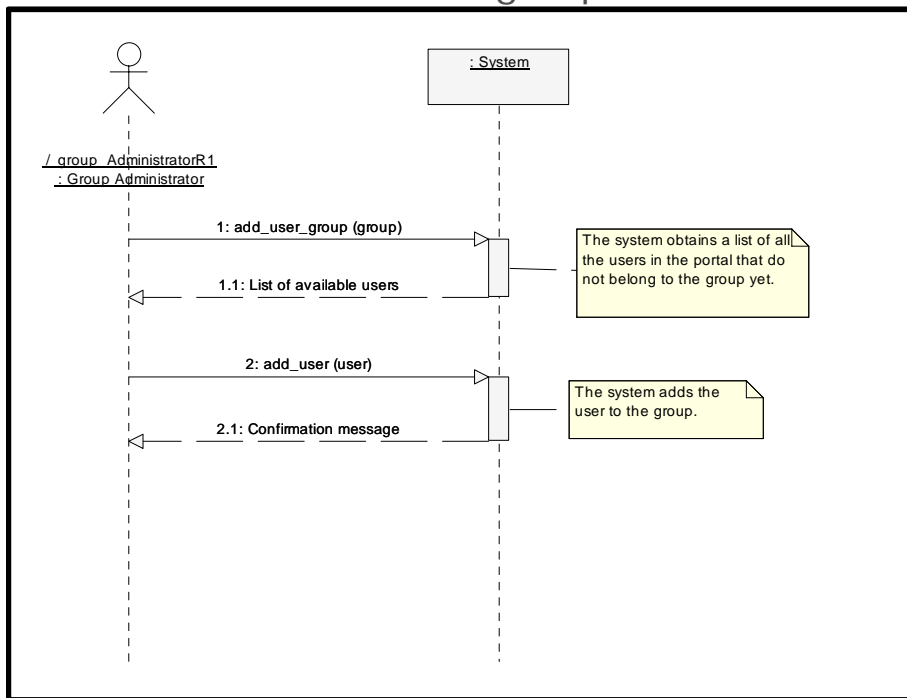 : System
/ group_AdministratorR1
: Group Administrator
1: add_user_group (group)
The system obtains a list of all
the users in the portal that do
not belong to the group yet.
1.1: List of available users
2: add_user (user)
The system adds the
user to the group.
2.1: Confirmation message